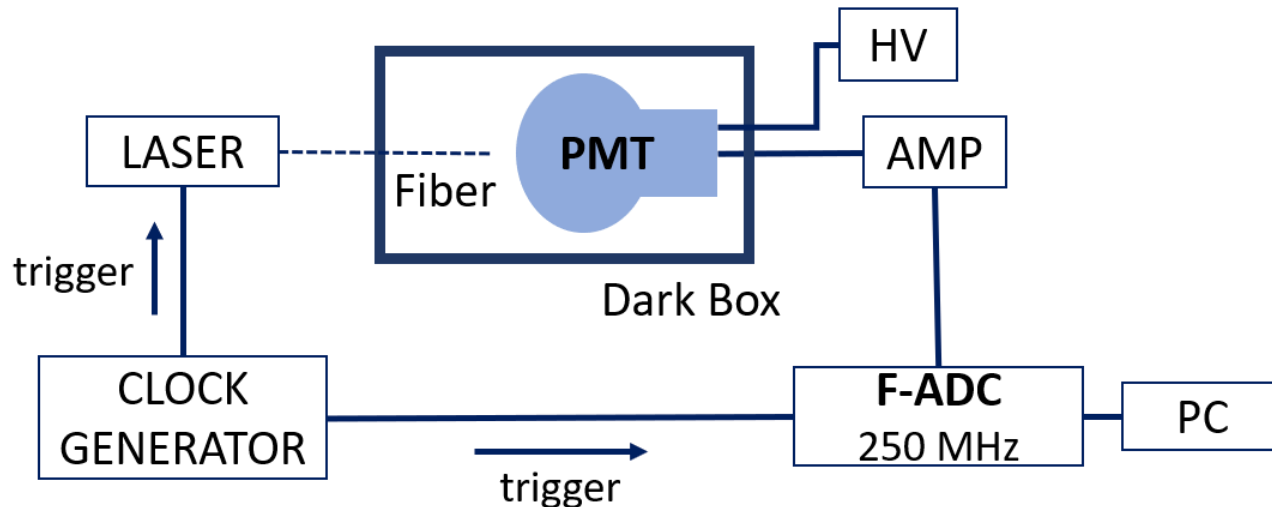 HV
LASER
PMT
AMP
Fiber
trigger
Dark Box
CLOCK
GENERATOR
F-ADC
250 MHz
PC
trigger